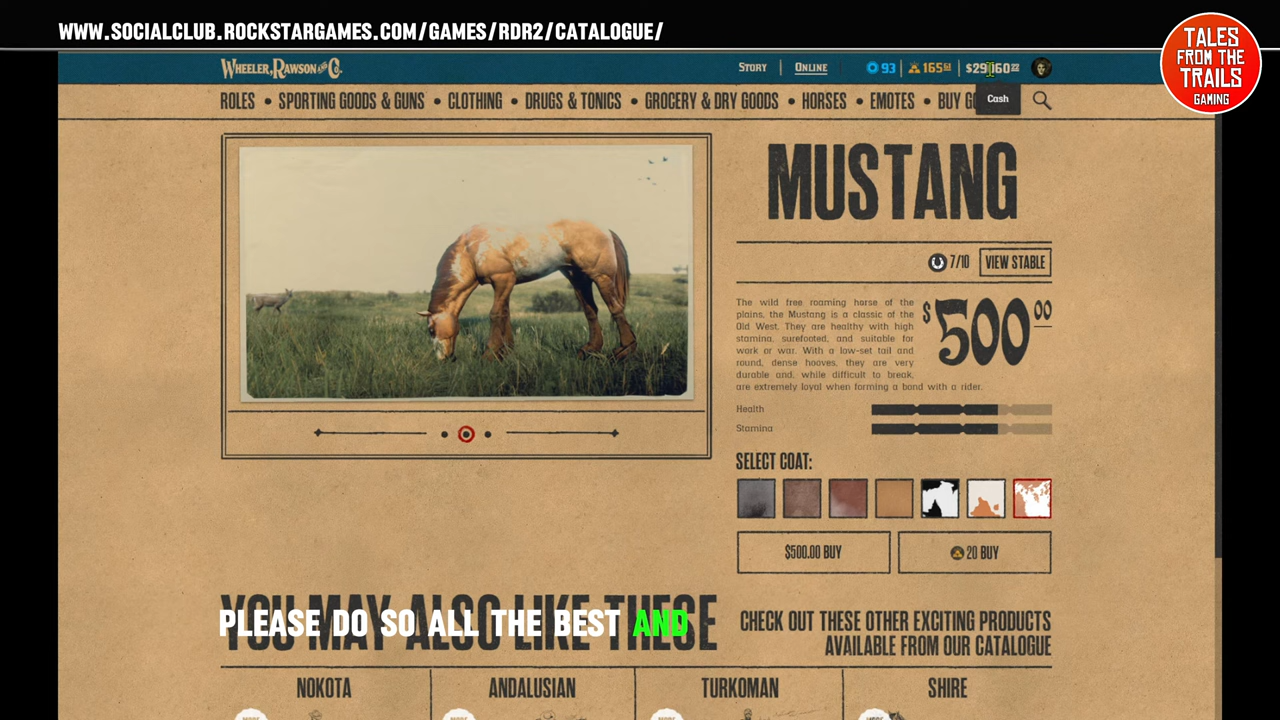 WWW.SOCIALCLUB.ROCKSTARGAMES.COM/GAMES/RDR2/CATALOGUE/
TALES
FROM THE
TRAILS
GAMING
WHEELER, RAWSON AND CO.
STORY | ONLINE
93 | 165 |
ROLES • SPORTING GOODS & GUNS • CLOTHING • DRUGS & TONICS • GROCERY & DRY GOODS • HORSES • EMOTES • BUY
Cash
MUSTANG
7/10 VIEW STABLE
The wild free roaming horse of the
plains, the Mustang is a classic of the
Old West. They are healthy with high
stamina, surefooted, and suitable for
work or war. With a low-set tail and
round, dense hooves, they are very
durable and, while difficult to break,
are extremely loyal when forming a bond with a rider.
$500.00
Health
Stamina
SELECT COAT:
$500.00 BUY
20 BUY
YOU MAY ALSO LIKE THESE
PLEASE DO SO ALL THE BEST AND
CHECK OUT THESE OTHER EXCITING PRODUCTS
AVAILABLE FROM OUR CATALOGUE
NOKOTA
ANDALUSIAN
TURKOMAN
SHIRE